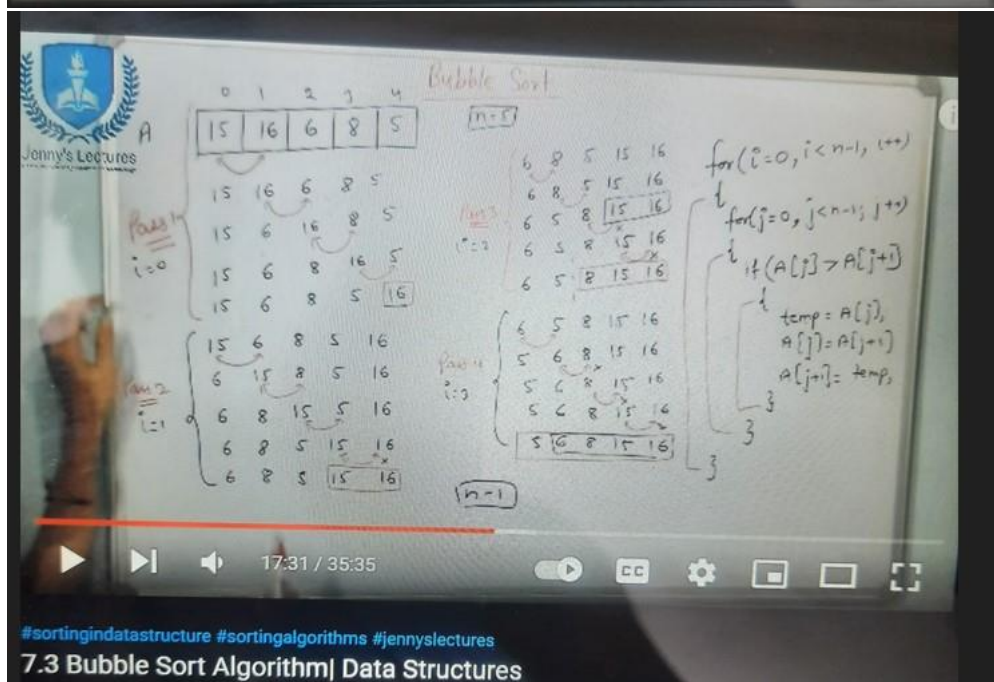 Jenny's Lectures
Bubble Sort
n=5
0 1 2 3 4
A
15 16 6 8 5
Pass 1
i=0
15 16 6 8 5
15 6 16 8 5
15 6 8 16 5
15 6 8 5 16
Pass 2
i=1
15 6 8 5 16
6 15 8 5 16
6 8 15 5 16
6 8 5 15 16
6 8 5 15 16
Pass 3
i=2
6 8 5 15 16
6 8 5 15 16
6 5 8 15 16
6 5 8 15 16
6 5 8 15 16
Pass 4
i=3
6 5 8 15 16
5 6 8 15 16
5 6 8 15 16
5 6 8 15 16
5 6 8 15 16
n-1
for(i=0, i<n-1, i++)
{
for(j=0, j<n-1; j++)
{
if(A[j] > A[j+1]
{
temp = A[j],
A[j]=A[j+1]
A[j+1]= temp,
}
}
}
17:31 / 35:35
CC
#sortingindatastructure #sortingalgorithms #jennyslectures
7.3 Bubble Sort Algorithm| Data Structures